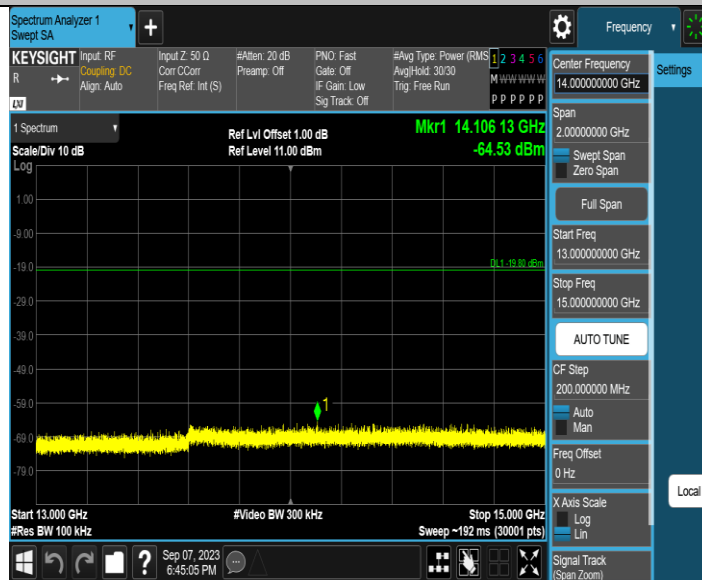 Spectrum Analyzer 1
Swept SA
+
Frequency
KEYSIGHT
R
LXI
Input: RF
Coupling: DC
Align: Auto
Input Z: 50 Ω
Corr CCorr
Freq Ref: Int (S)
#Atten: 20 dB
Preamp: Off
PNO: Fast
Gate: Off
IF Gain: Low
Sig Track: Off
#Avg Type: Power (RMS
Avg|Hold: 30/30
Trig: Free Run
1 2 3 4 5 6
M W W W W W
P P P P P P
1 Spectrum
Scale/Div 10 dB
Log
Ref Lvl Offset 1.00 dB
Ref Level 11.00 dBm
Mkr1 14.106 13 GHz
-64.53 dBm
1.00
-9.00
-19.0
-29.0
-39.0
-49.0
-59.0
-69.0
-79.0
DL1 -19.80 dBm
1
Start 13.000 GHz
#Res BW 100 kHz
#Video BW 300 kHz
Stop 15.000 GHz
Sweep ~192 ms (30001 pts)
?
Sep 07, 2023
6:45:05 PM
Center Frequency
14.000000000 GHz
Settings
Span
2.00000000 GHz
Swept Span
Zero Span
Full Span
Start Freq
13.000000000 GHz
Stop Freq
15.000000000 GHz
AUTO TUNE
CF Step
200.000000 MHz
Auto
Man
Freq Offset
0 Hz
X Axis Scale
Log
Lin
Local
Signal Track
(Span Zoom)